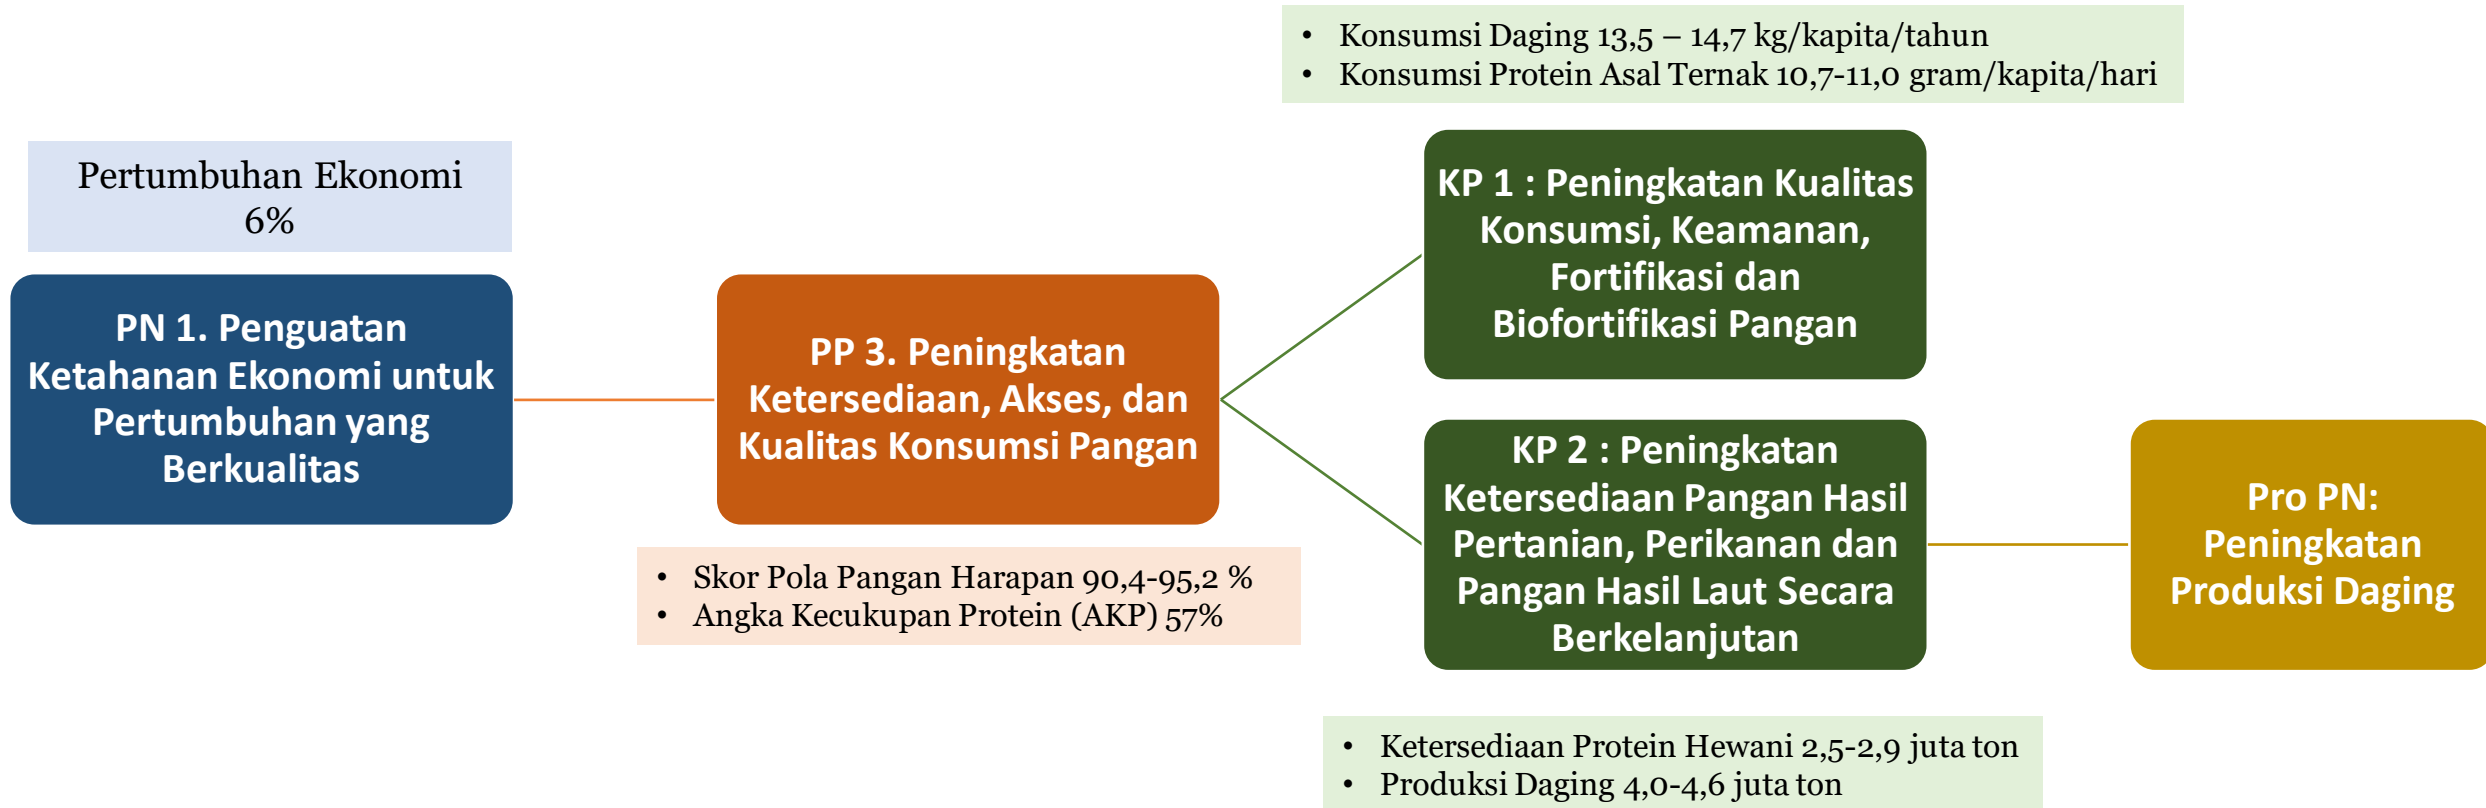 • Konsumsi Daging 13,5 – 14,7 kg/kapita/tahun
• Konsumsi Protein Asal Ternak 10,7-11,0 gram/kapita/hari
Pertumbuhan Ekonomi
6%
PN 1. Penguatan
Ketahanan Ekonomi untuk
Pertumbuhan yang
Berkualitas
PP 3. Peningkatan
Ketersediaan, Akses, dan
Kualitas Konsumsi Pangan
• Skor Pola Pangan Harapan 90,4-95,2 %
• Angka Kecukupan Protein (AKP) 57%
KP 1 : Peningkatan Kualitas
Konsumsi, Keamanan,
Fortifikasi dan
Biofortifikasi Pangan
KP 2 : Peningkatan
Ketersediaan Pangan Hasil
Pertanian, Perikanan dan
Pangan Hasil Laut Secara
Berkelanjutan
Pro PN:
Peningkatan
Produksi Daging
• Ketersediaan Protein Hewani 2,5-2,9 juta ton
• Produksi Daging 4,0-4,6 juta ton